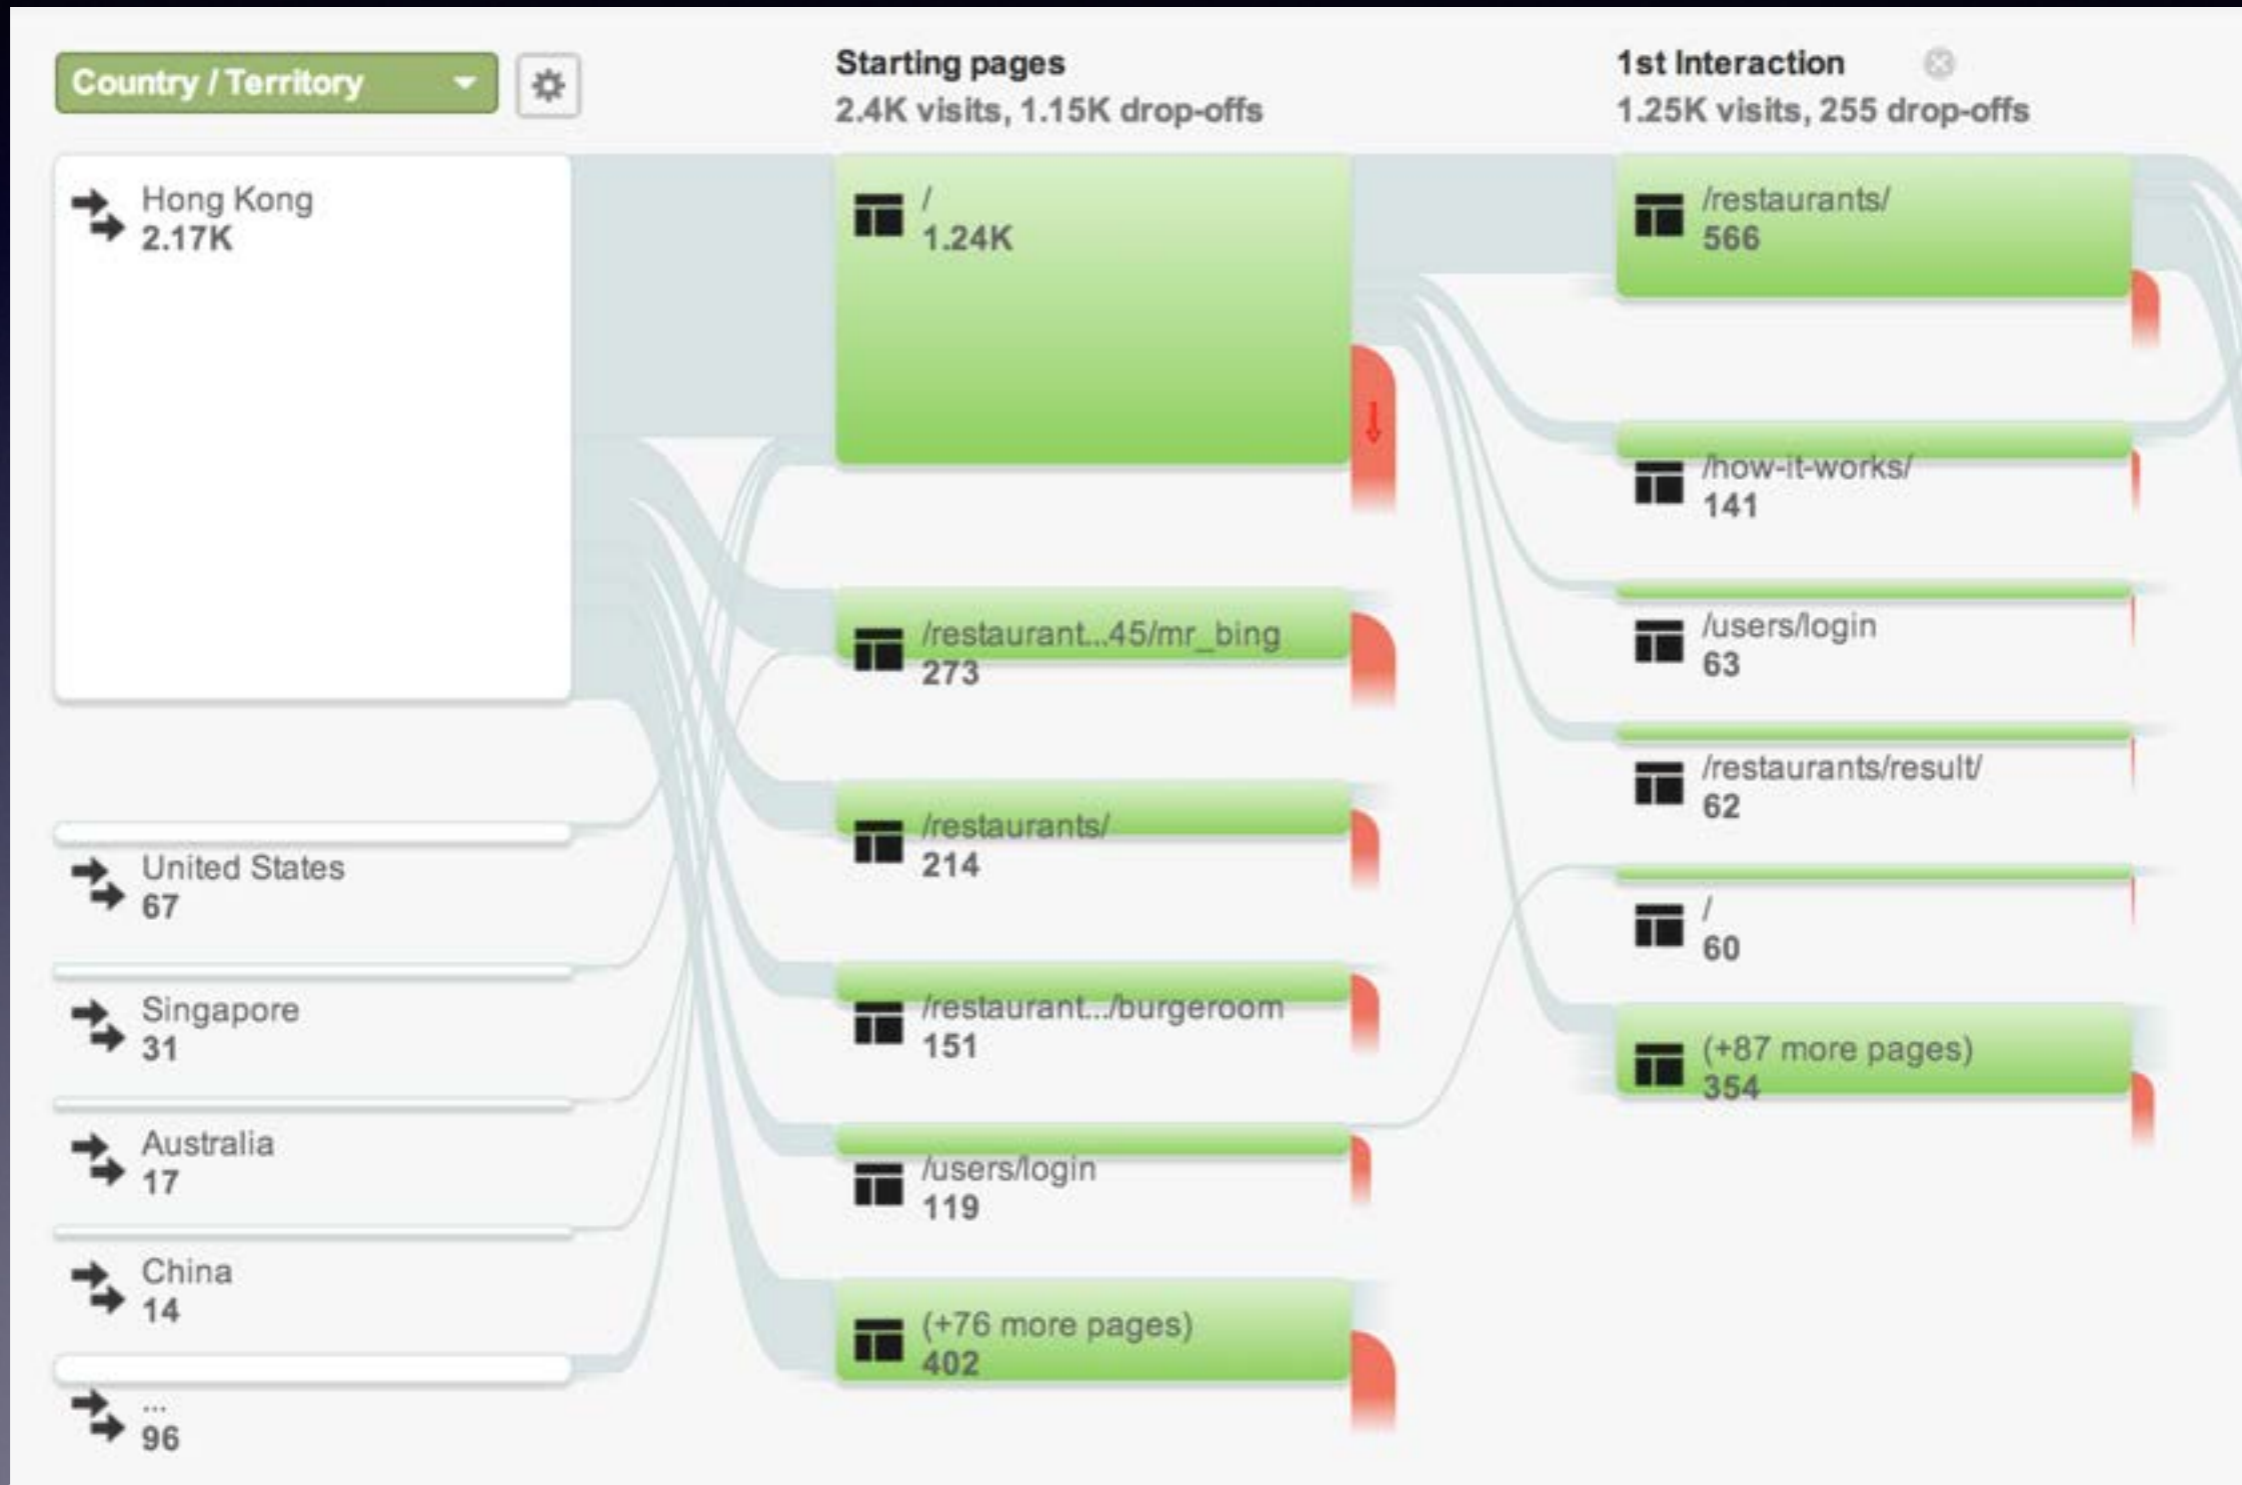 Country / Territory
Hong Kong
2.17K
United States
67
Singapore
31
Australia
17
China
14
...
96
Starting pages
2.4K visits, 1.15K drop-offs
/
1.24K
/restaurant...45/mr_bing
273
/restaurants/
214
/restaurant.../burgeroom
151
/users/login
119
(+76 more pages)
402
1st Interaction
1.25K visits, 255 drop-offs
/restaurants/
566
/how-it-works/
141
/users/login
63
/restaurants/result/
62
/
60
(+87 more pages)
354